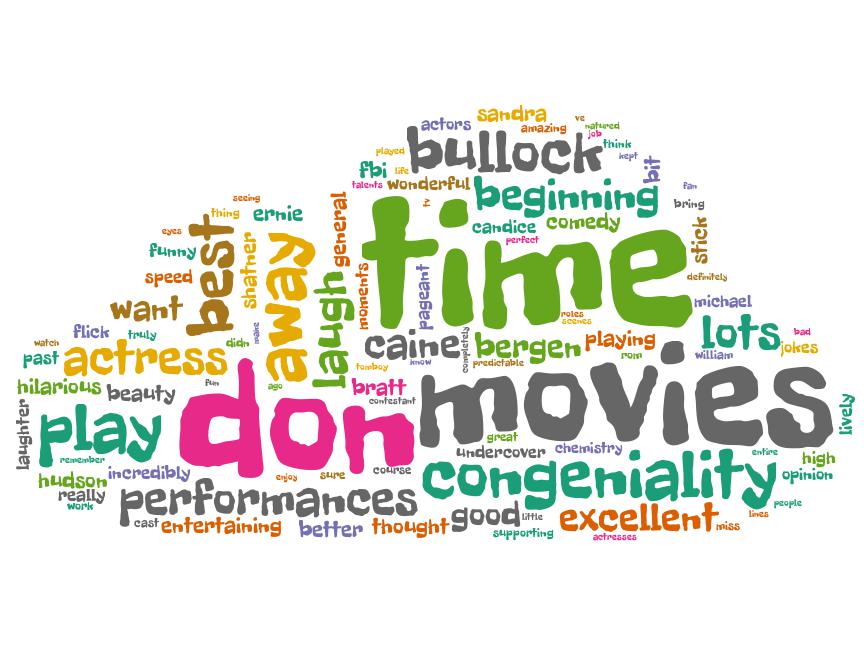 sandra
ve
actors
amazing
natured
job
bullock
think
played
kept
fbi
life
bit
talents
wonderful
fan
seeing
beginning
tv
bring
thing
ernie
general
time
candice
comedy
eyes
best
perfect
stick
funny
shatner
away
speed
laugh
moments
pageant
definitely
want
michael
roles
scenes
flick
truly
make
lots
bad
watch
didn
caine
completely
bergen
playing
jokes
past
actress
know
predictable
rom
william
tomboy
hilarious
beauty
fun
ago
bratt
movies
laughter
contestant
lively
play
don
great
remember
undercover
chemistry
entire
high
hudson
incredibly
enjoy
sure
course
congeniality
opinion
really
work
performances
people
cast
entertaining
better
thought
good
little
excellent
miss
lines
supporting
actresses